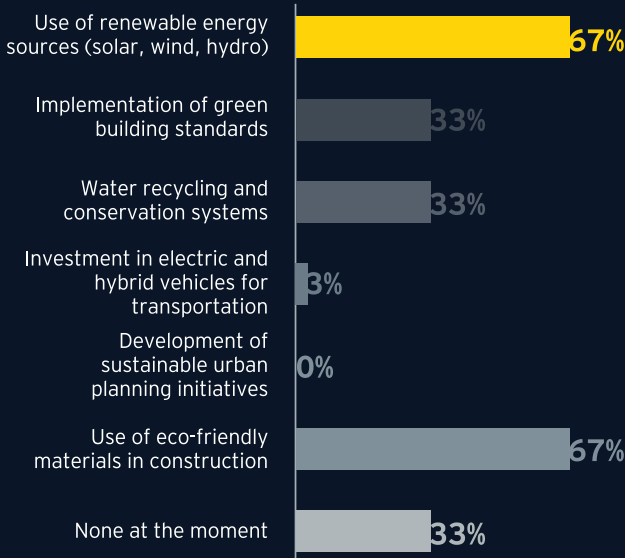 Use of renewable energy
sources (solar, wind, hydro)
67%
Implementation of green
building standards
33%
Water recycling and
conservation systems
33%
Investment in electric and
hybrid vehicles for
transportation
3%
Development of
sustainable urban
planning initiatives
0%
Use of eco-friendly
materials in construction
67%
None at the moment
33%